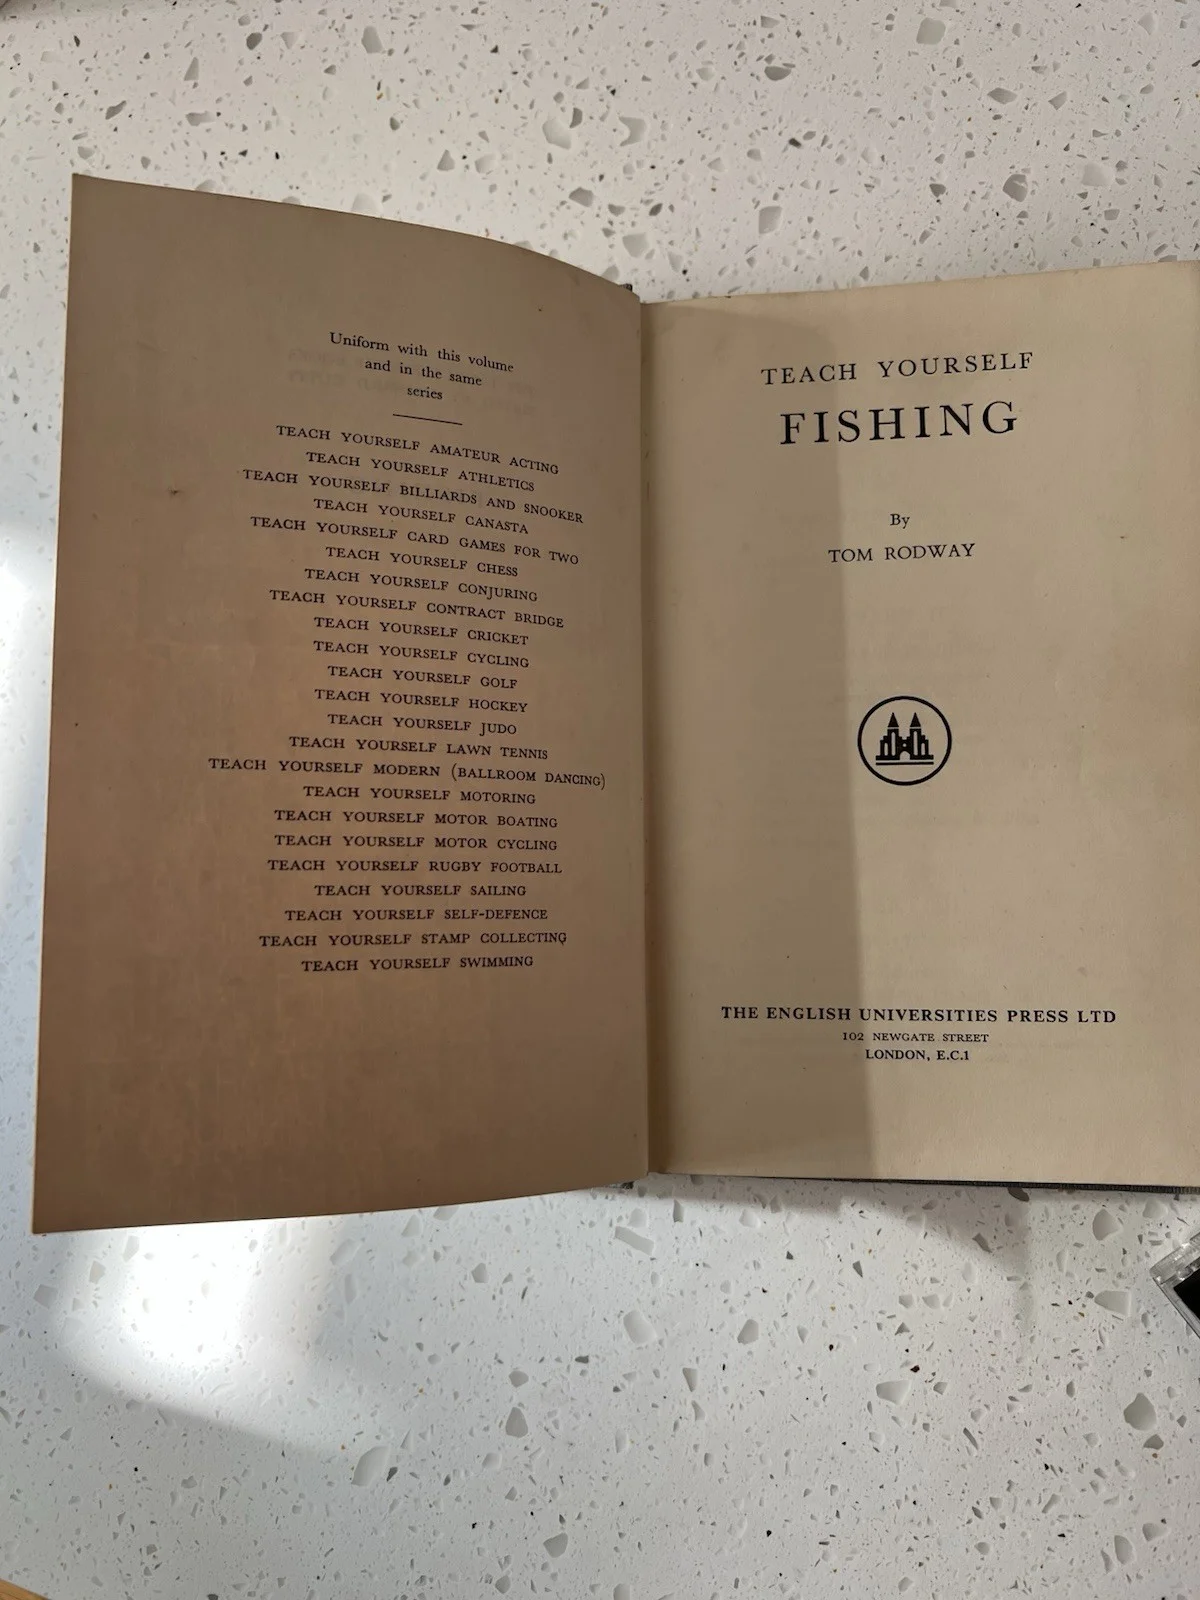 Uniform with this volume
and in the same
series
TEACH YOURSELF AMATEUR ACTING
TEACH YOURSELF ATHLETICS
TEACH YOURSELF BILLIARDS AND SNOOKER
TEACH YOURSELF CANASTA
TEACH YOURSELF CARD GAMES FOR TWO
TEACH YOURSELF CHESS
TEACH YOURSELF CONJURING
TEACH YOURSELF CONTRACT BRIDGE
TEACH YOURSELF CRICKET
TEACH YOURSELF CYCLING
TEACH YOURSELF GOLF
TEACH YOURSELF HOCKEY
TEACH YOURSELF JUDO
TEACH YOURSELF LAWN TENNIS
TEACH YOURSELF MODERN (BALLROOM DANCING)
TEACH YOURSELF MOTORING
TEACH YOURSELF MOTOR BOATING
TEACH YOURSELF MOTOR CYCLING
TEACH YOURSELF RUGBY FOOTBALL
TEACH YOURSELF SAILING
TEACH YOURSELF SELF-DEFENCE
TEACH YOURSELF STAMP COLLECTING
TEACH YOURSELF SWIMMING
TEACH YOURSELF
FISHING
By
TOM RODWAY
THE ENGLISH UNIVERSITIES PRESS LTD
102 NEWGATE STREET
LONDON, E.C.1